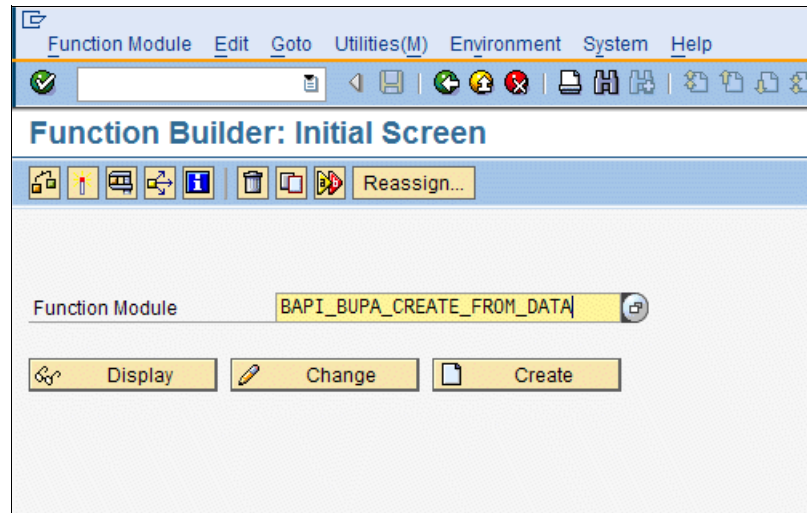 Function Module Edit Goto Utilities(M) Environment System Help
Function Builder: Initial Screen
Reassign...
Function Module BAPI_BUPA_CREATE_FROM_DATA
Display Change Create